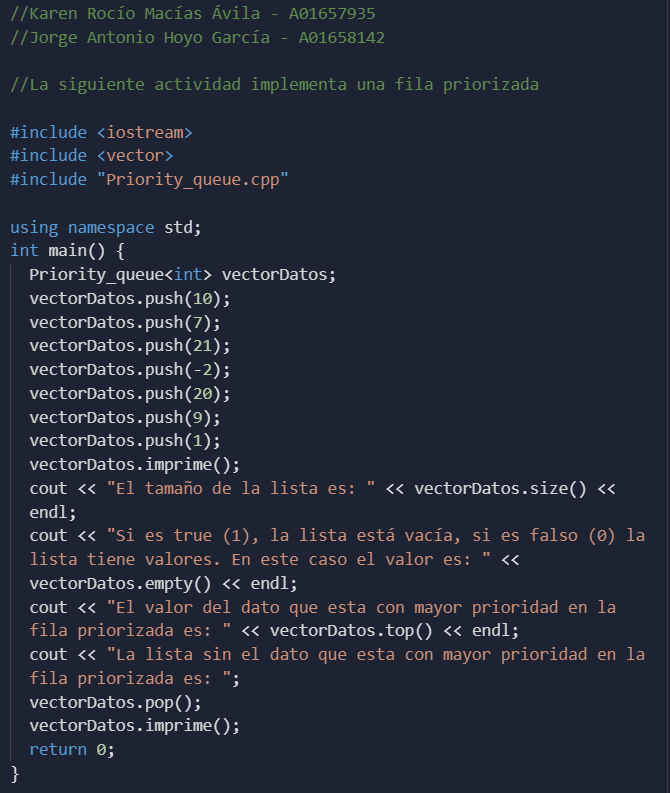 //Karen Rocío Macías Ávila - A01657935
//Jorge Antonio Hoyo García - A01658142
//La siguiente actividad implementa una fila priorizada
#include <iostream>
#include <vector>
#include "Priority_queue.cpp"
using namespace std;
int main() {
Priority_queue<int> vectorDatos;
vectorDatos.push(10);
vectorDatos.push(7);
vectorDatos.push(21);
vectorDatos.push(-2);
vectorDatos.push(20);
vectorDatos.push(9);
vectorDatos.push(1);
vectorDatos.imprime();
cout << "El tamaño de la lista es: " << vectorDatos.size() <<
endl;
cout << "Si es true (1), la lista está vacía, si es falso (0) la
lista tiene valores. En este caso el valor es: " <<
vectorDatos.empty() << endl;
cout << "El valor del dato que esta con mayor prioridad en la
fila priorizada es: " << vectorDatos.top() << endl;
cout << "La lista sin el dato que esta con mayor prioridad en la
fila priorizada es: ";
vectorDatos.pop();
vectorDatos.imprime();
return 0;
}